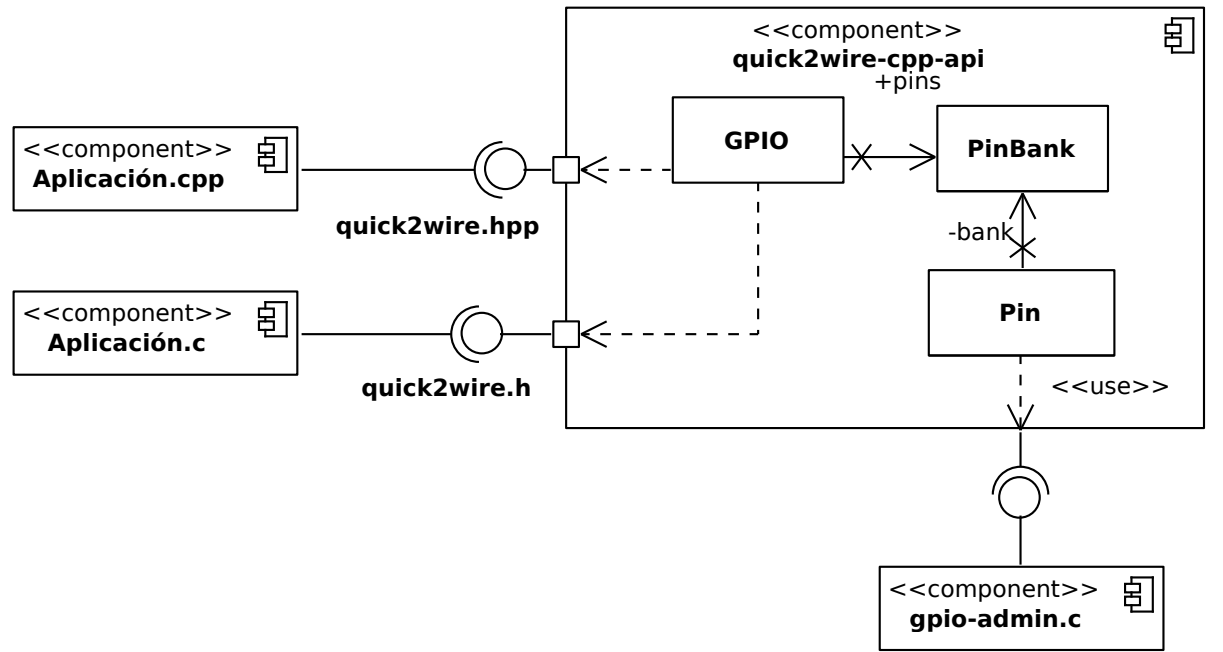 <<component>>
quick2wire-cpp-api
+pins
GPIO
PinBank
<<component>>
Aplicación.cpp
quick2wire.hpp
-bank
<<component>>
Aplicación.c
Pin
quick2wire.h
<<use>>
<<component>>
gpio-admin.c